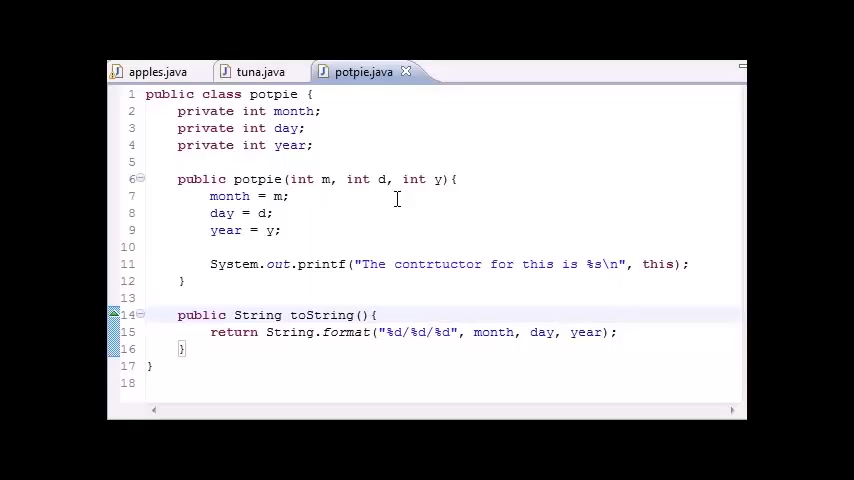 apples.java tuna.java potpie.java
1 public class potpie {
2 private int month;
3 private int day;
4 private int year;
5
6 public potpie(int m, int d, int y){
7 month = m;
8 day = d;
9 year = y;
10
11 System.out.printf("The contrtuctor for this is %s\n", this);
12 }
13
14 public String toString(){
15 return String.format("%d/%d/%d", month, day, year);
16 }
17 }
18